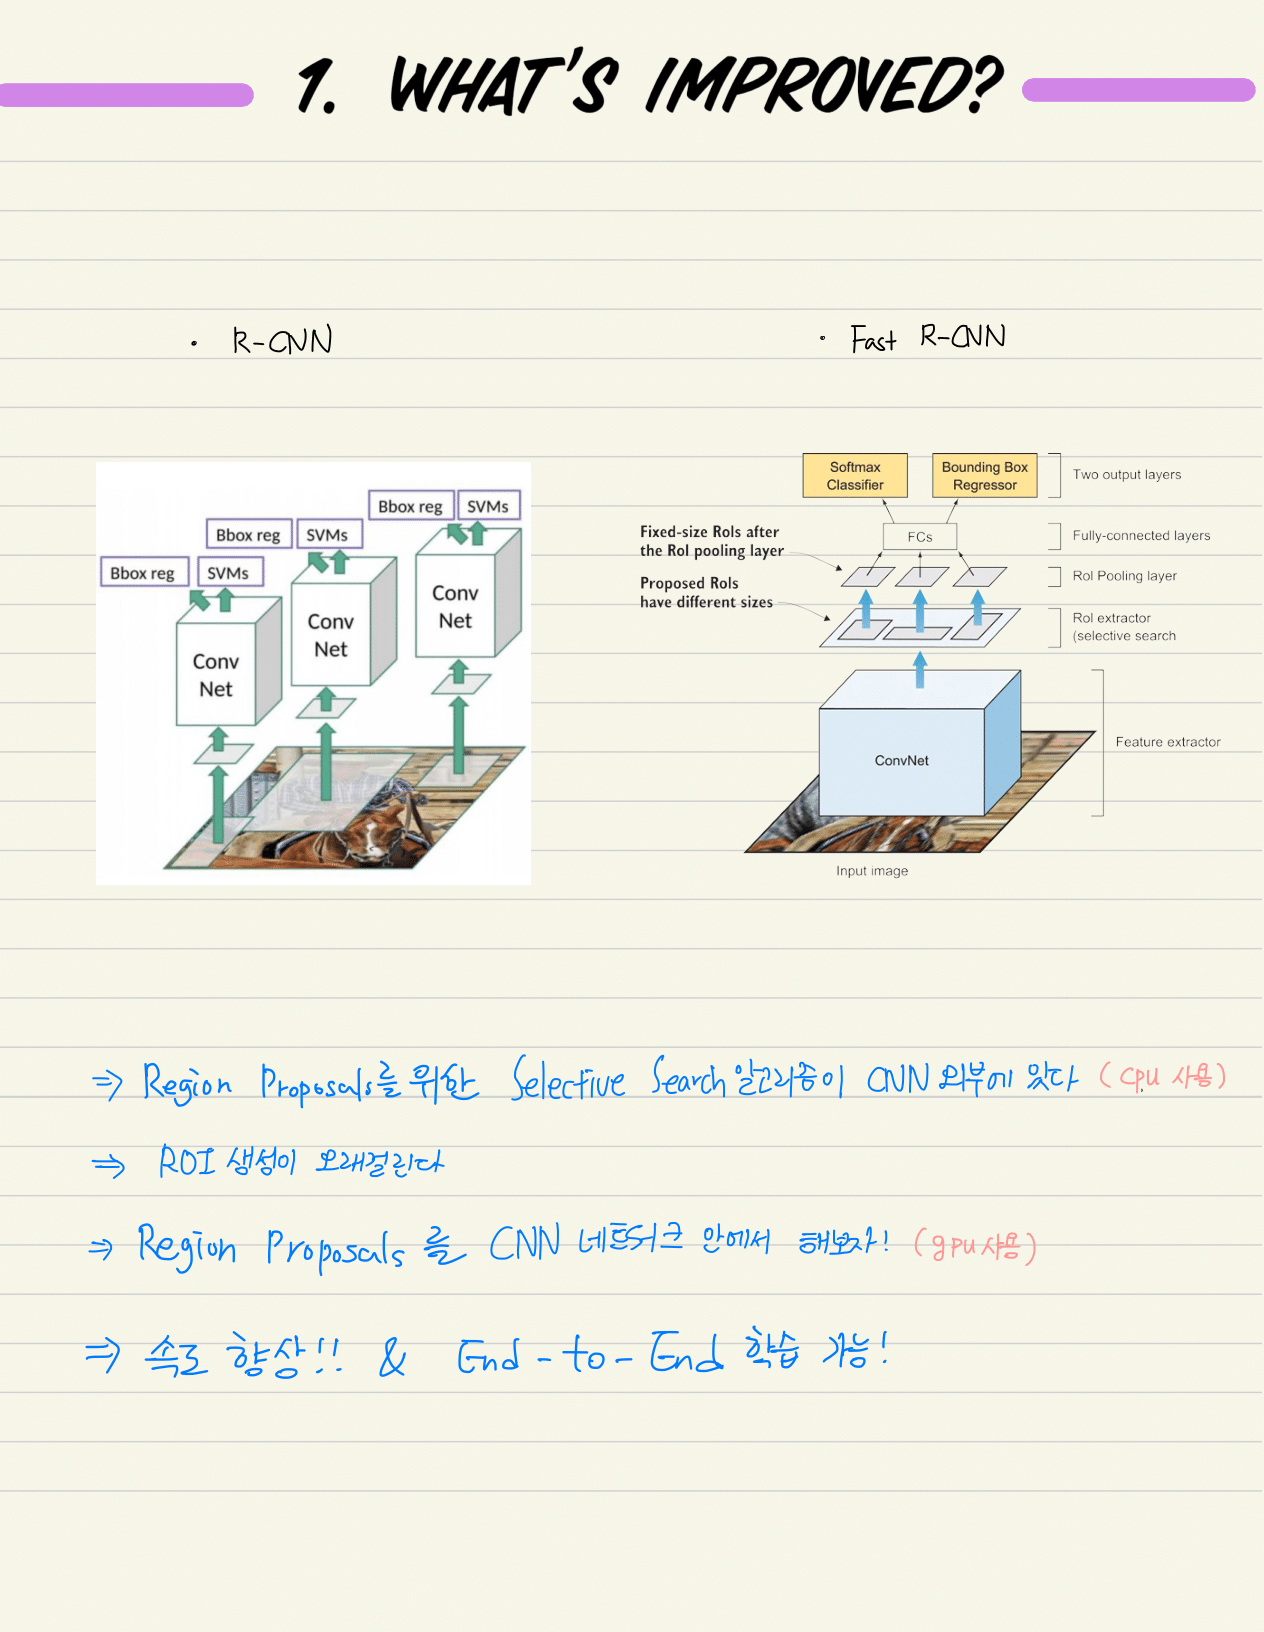 1. WHAT'S IMPROVED?
• R-CNN
• Fast R-CNN
Bbox reg SVMs
Bbox reg SVMs
Bbox reg SVMs
Conv Net
Conv Net
Conv Net
Softmax Classifier
Bounding Box Regressor
Two output layers
Fixed-size RoIs after
the RoI pooling layer
FCs
Fully-connected layers
RoI Pooling layer
Proposed RoIs
have different sizes
RoI extractor
(selective search
ConvNet
Feature extractor
Input image
⇒ Region Proposals를 위한 Selective Search 알고리즘이 CNN 외부에 있다 (cpu 사용)
⇒ ROI 생성이 오래걸린다
⇒ Region Proposals 를 CNN 네트워크 안에서 해보자! (gpu 사용)
⇒ 속도 향상!! & End-to-End 학습 가능!